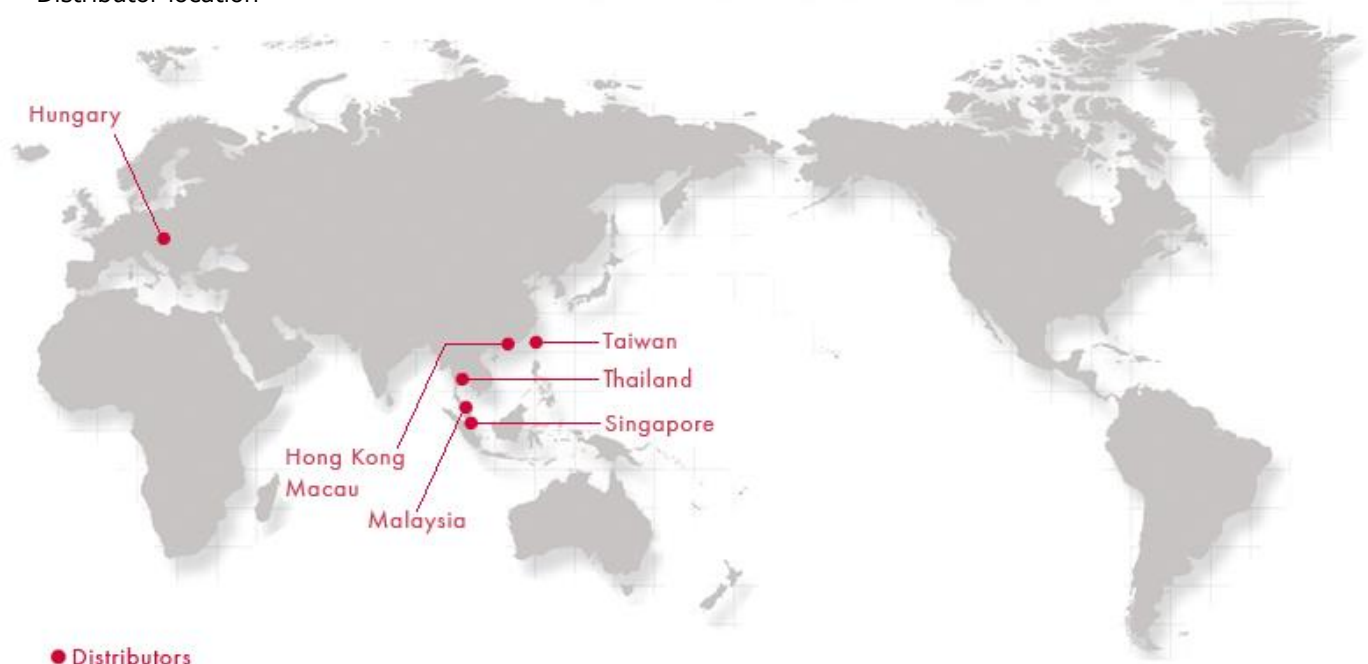 Distributor location
Hungary
Taiwan
Thailand
Singapore
Hong Kong
Macau
Malaysia
Distributors